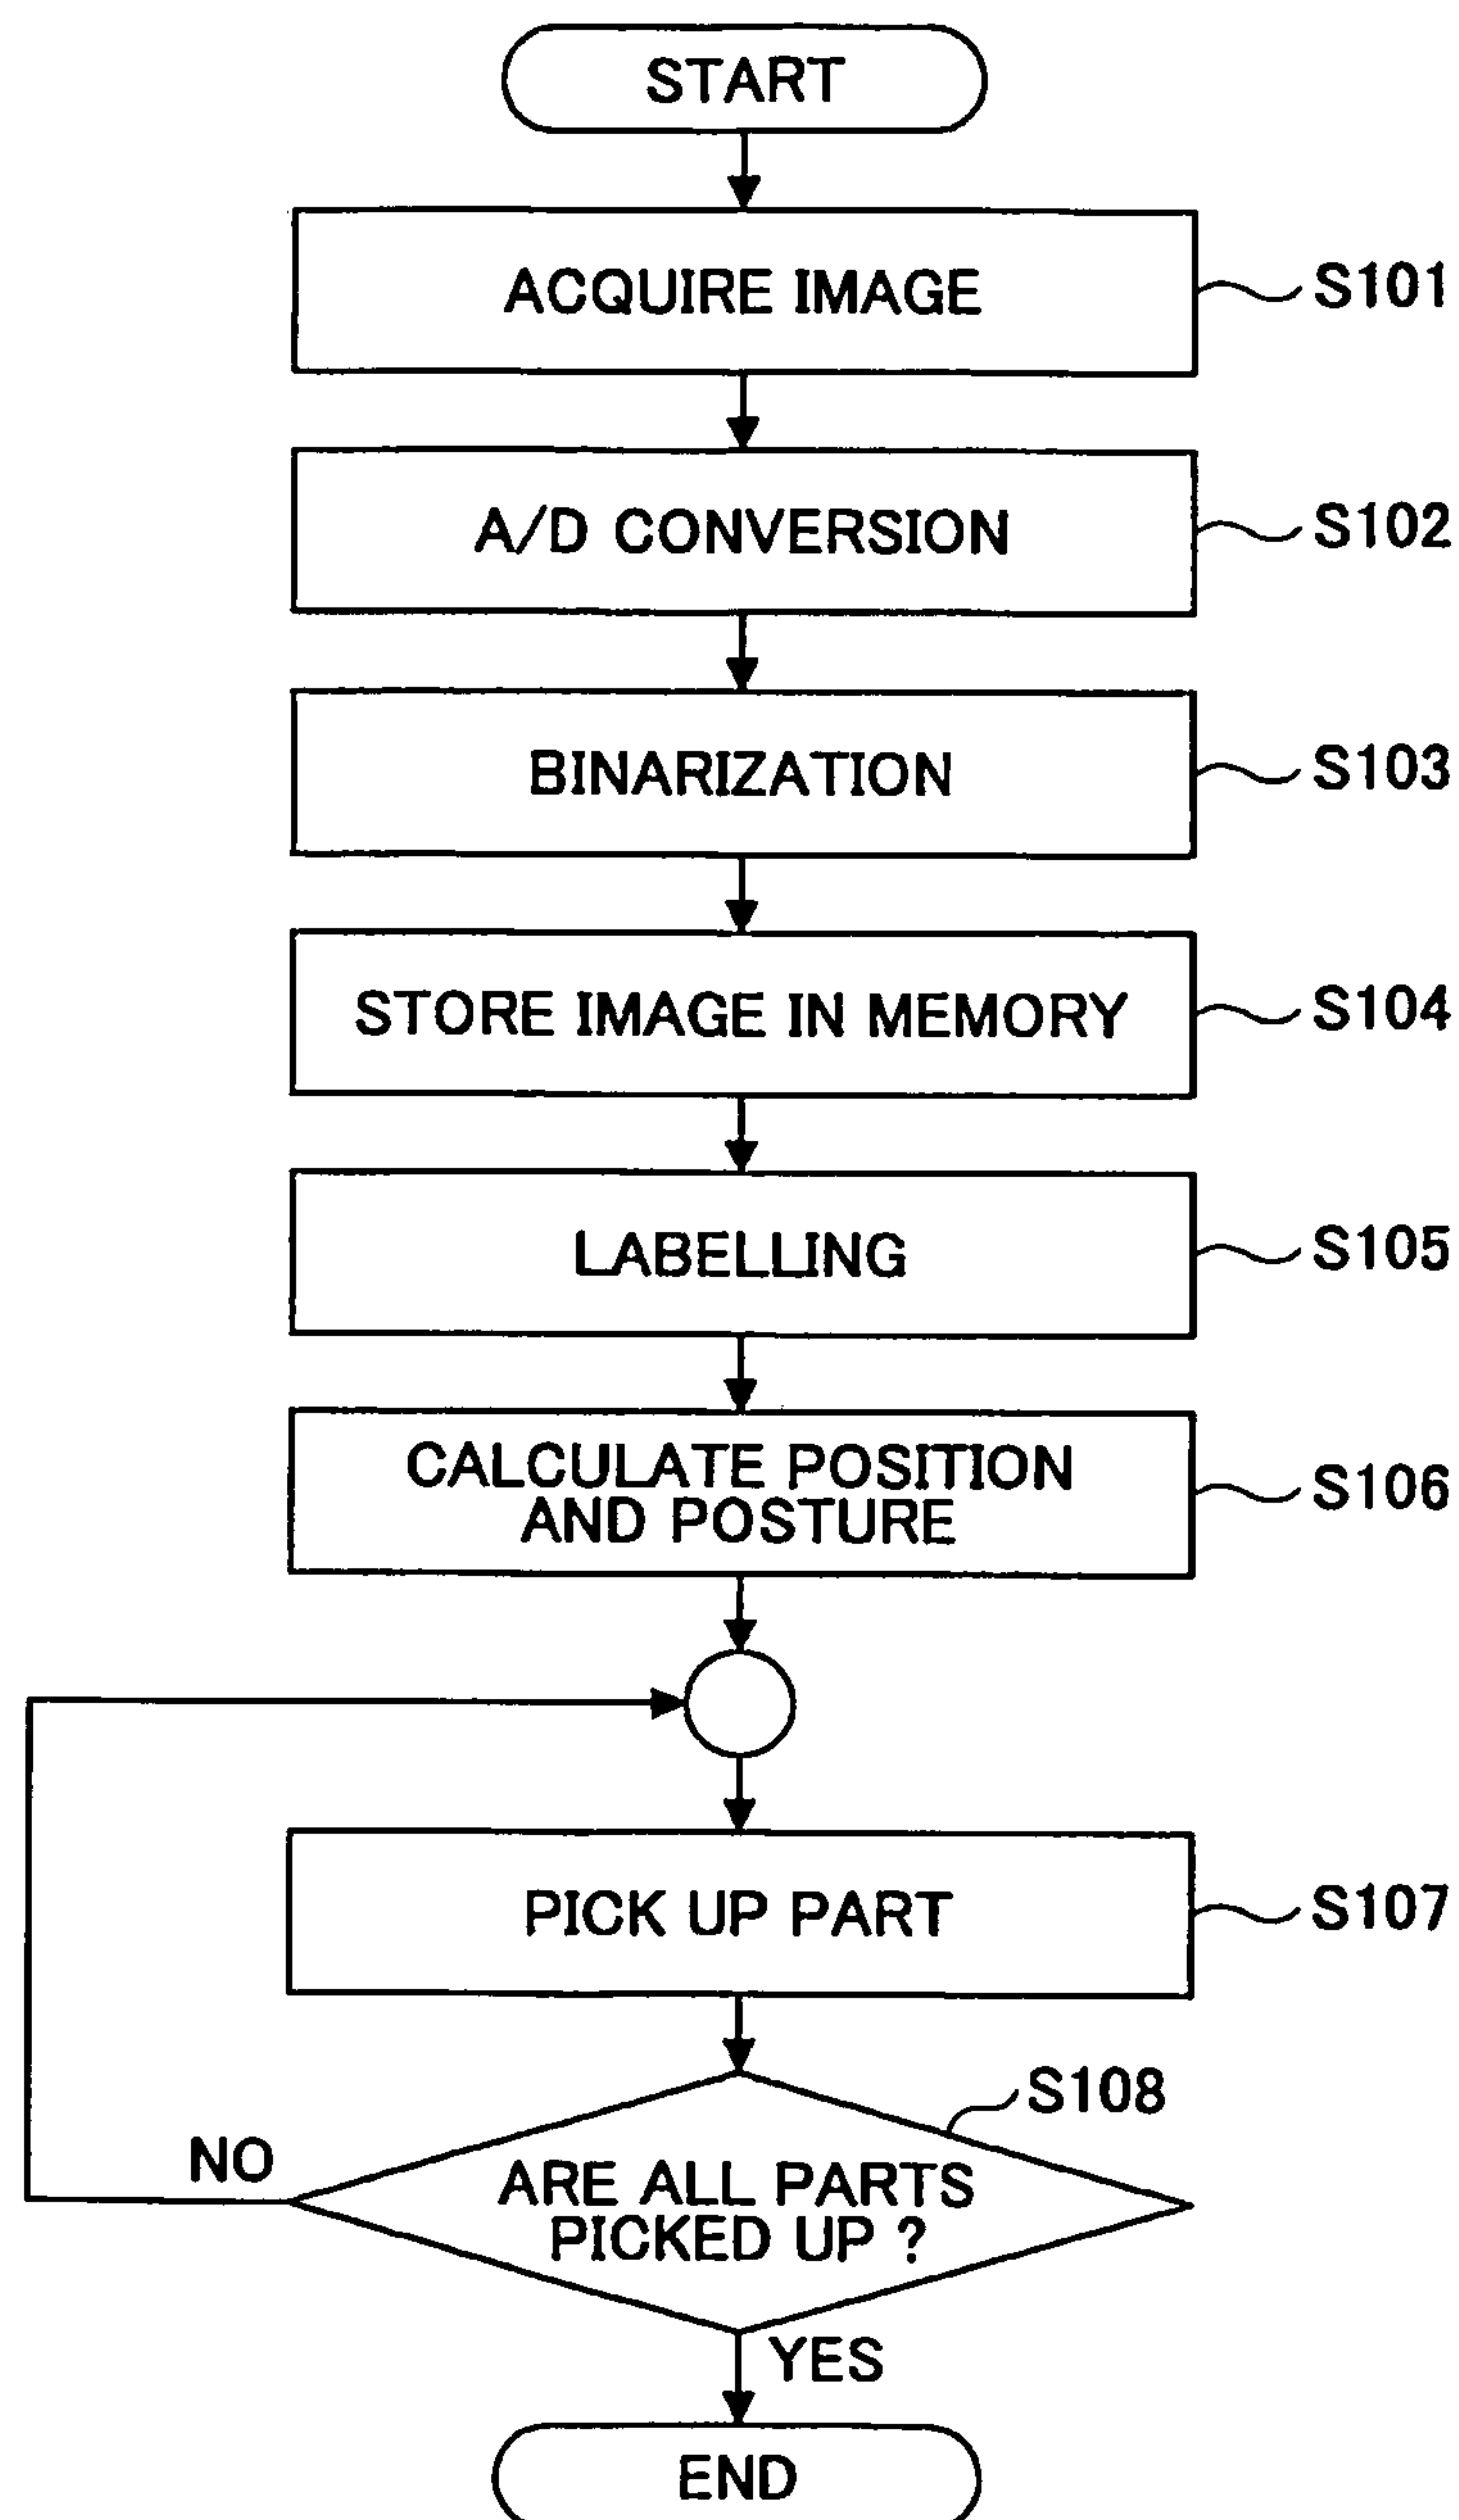 START
ACQUIRE IMAGE
S101
A/D CONVERSION
S102
BINARIZATION
S103
STORE IMAGE IN MEMORY
S104
LABELLING
S105
CALCULATE POSITION
AND POSTURE
S106
PICK UP PART
S107
S108
NO
ARE ALL PARTS
PICKED UP ?
YES
END